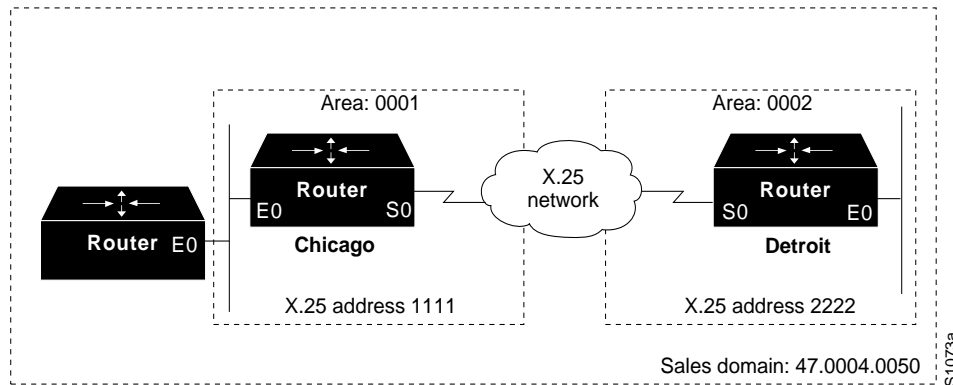 Area: 0001
Area: 0002
Router
E0
S0
Chicago
Router
E0
X.25
network
Router
S0
E0
Detroit
X.25 address 1111
X.25 address 2222
Sales domain: 47.0004.0050
S1073a